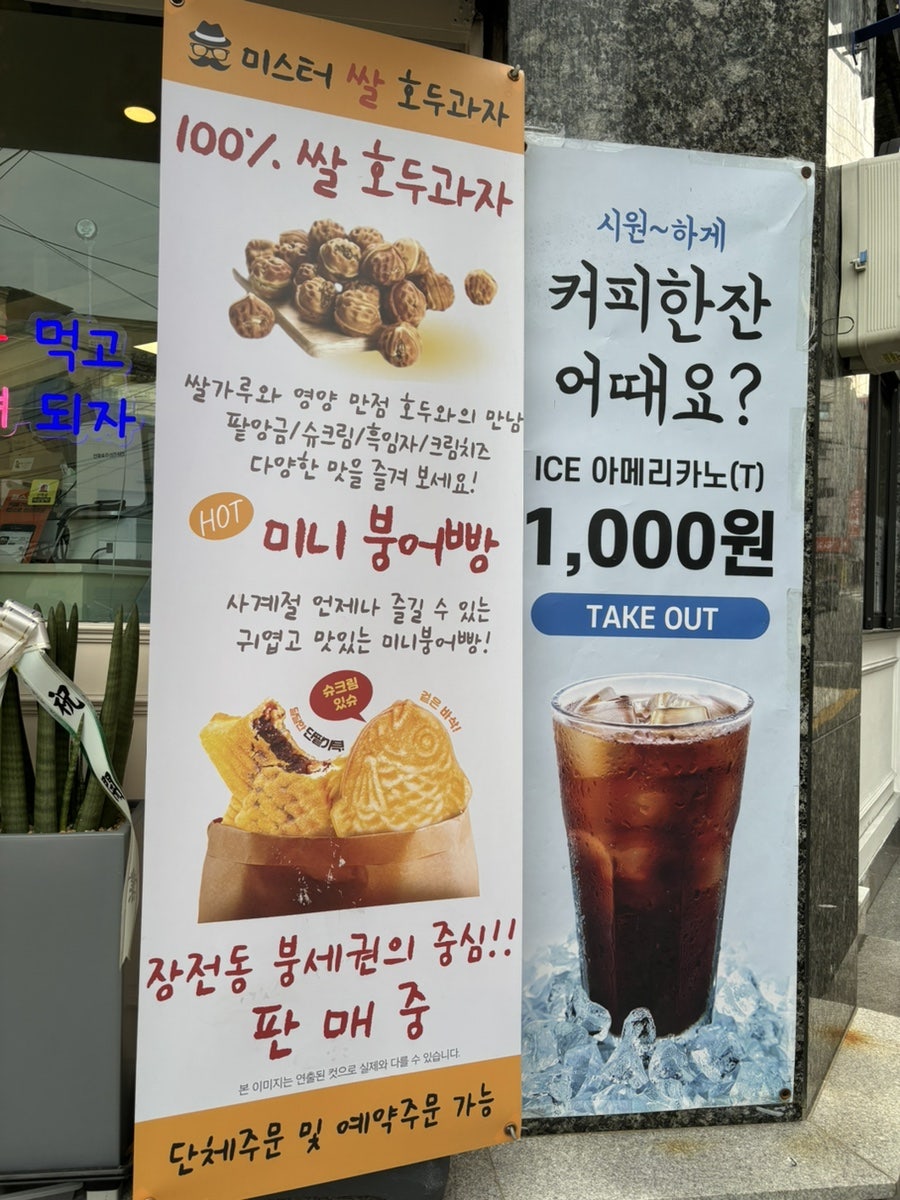 미스터 쌀 호두과자
100% 쌀 호두과자
쌀가루와 영양 만점 호두와의 만남
팥앙금/슈크림/흑임자/크림치즈
다양한 맛을 즐겨 보세요!
HOT
미니 붕어빵
사계절 언제나 즐길 수 있는
귀엽고 맛있는 미니붕어빵!
슈크림
있슈
겉은 바삭!
장전동 붕세권의 중심!!
판 매 중
본 이미지는 연출된 컷으로 실제와 다를 수 있습니다.
단체주문 및 예약주문 가능
시원~하게
커피한잔
어때요?
ICE 아메리카노(T)
1,000원
TAKE OUT
먹고,
되자
祝